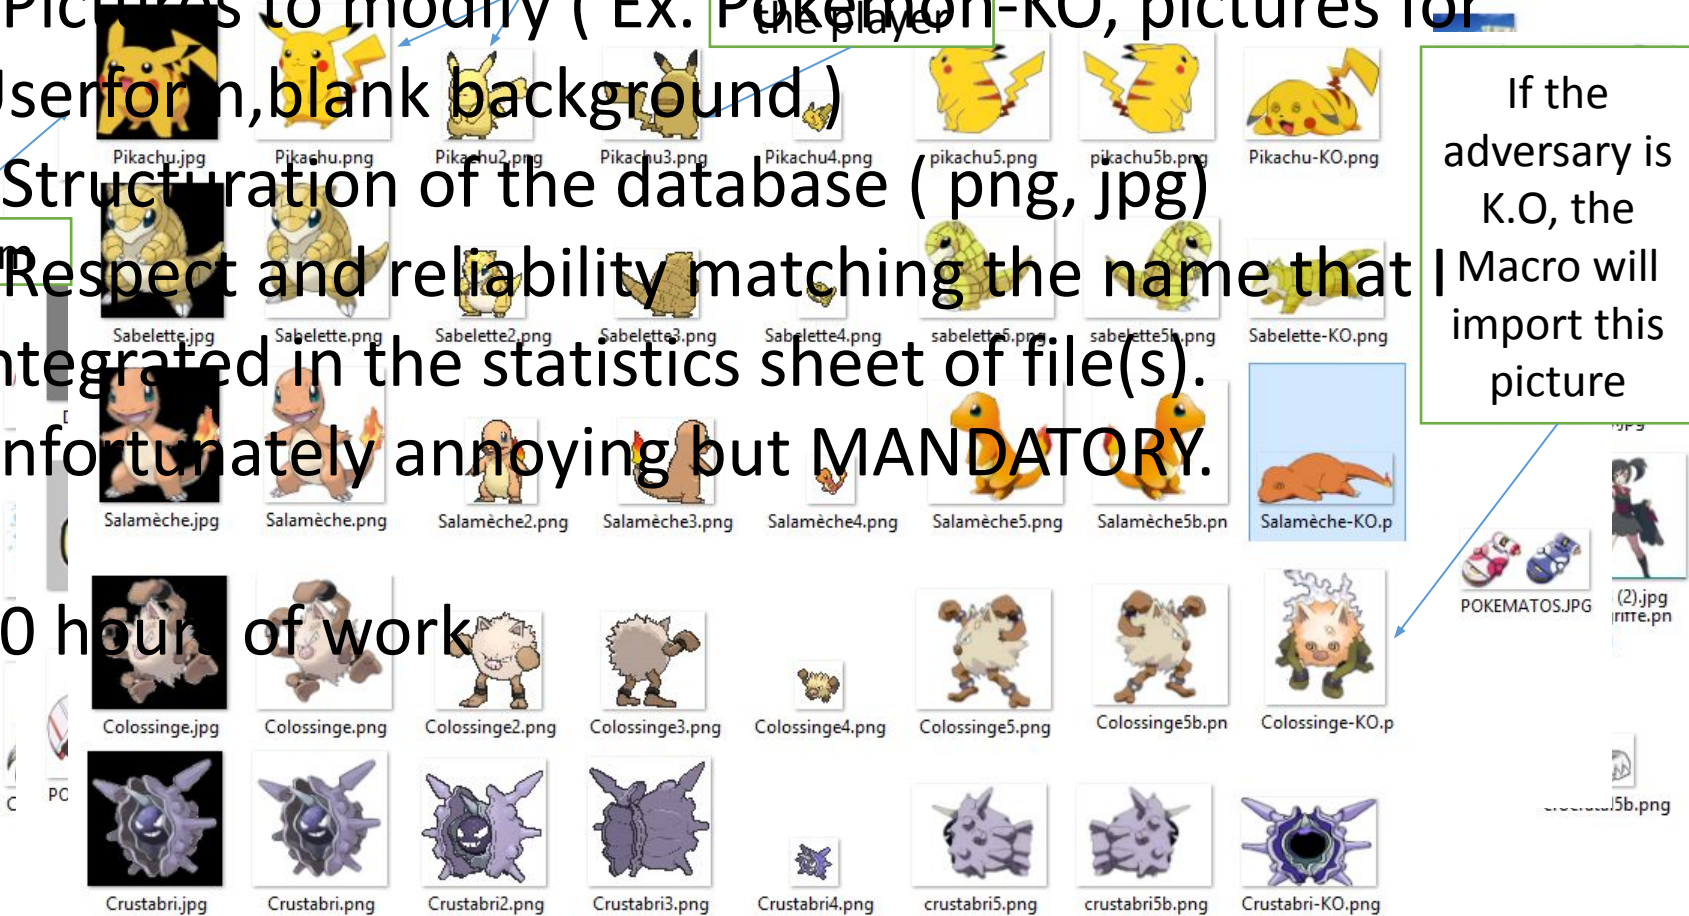 Pictures to modify ( Ex. Pokémon-KO, pictures for
Userform,blank background )
Structuration of the database ( png, jpg)
Respect and reliability matching the name that I
integrated in the statistics sheet of file(s).
unfortunately annoying but MANDATORY.
0 hours of work
the player
If the
adversary is
K.O, the
Macro will
import this
picture
Pikachu.jpg Pikachu.png Pikachu2.png Pikachu3.png Pikachu4.png pikachu5.png pikachu5b.png Pikachu-KO.png
Sabelette.jpg Sabelette.png Sabelette2.png Sabelette3.png Sabelette4.png sabelette5.png sabelette5b.png Sabelette-KO.png
Salamèche.jpg Salamèche.png Salamèche2.png Salamèche3.png Salamèche4.png Salamèche5.png Salamèche5b.pn Salamèche-KO.p
Colossinge.jpg Colossinge.png Colossinge2.png Colossinge3.png Colossinge4.png Colossinge5.png Colossinge5b.pn Colossinge-KO.p
Crustabri.jpg Crustabri.png Crustabri2.png Crustabri3.png Crustabri4.png crustabri5.png crustabri5b.png Crustabri-KO.png
POKEMATOS.JPG
(2).jpg
riffe.pn
5b.png
PO